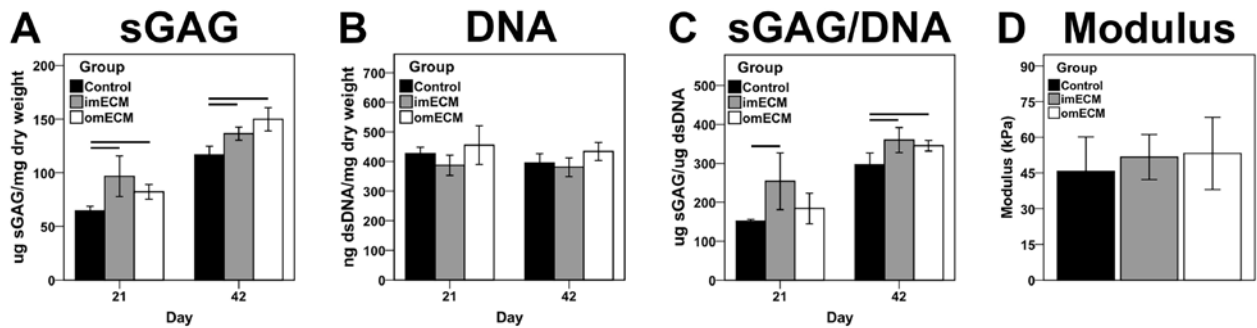 A sGAG
ug sGAG/mg dry weight
200
150
100
50
0
Group
Control
imECM
omECM
21 42
Day
B DNA
ng dsDNA/mg dry weight
700
600
500
400
300
200
100
0
Group
Control
imECM
omECM
21 42
Day
C sGAG/DNA
ug sGAG/ug dsDNA
500
400
300
200
100
0
Group
Control
imECM
omECM
21 42
Day
D Modulus
Modulus (kPa)
90
75
60
45
30
15
0
Group
Control
imECM
omECM